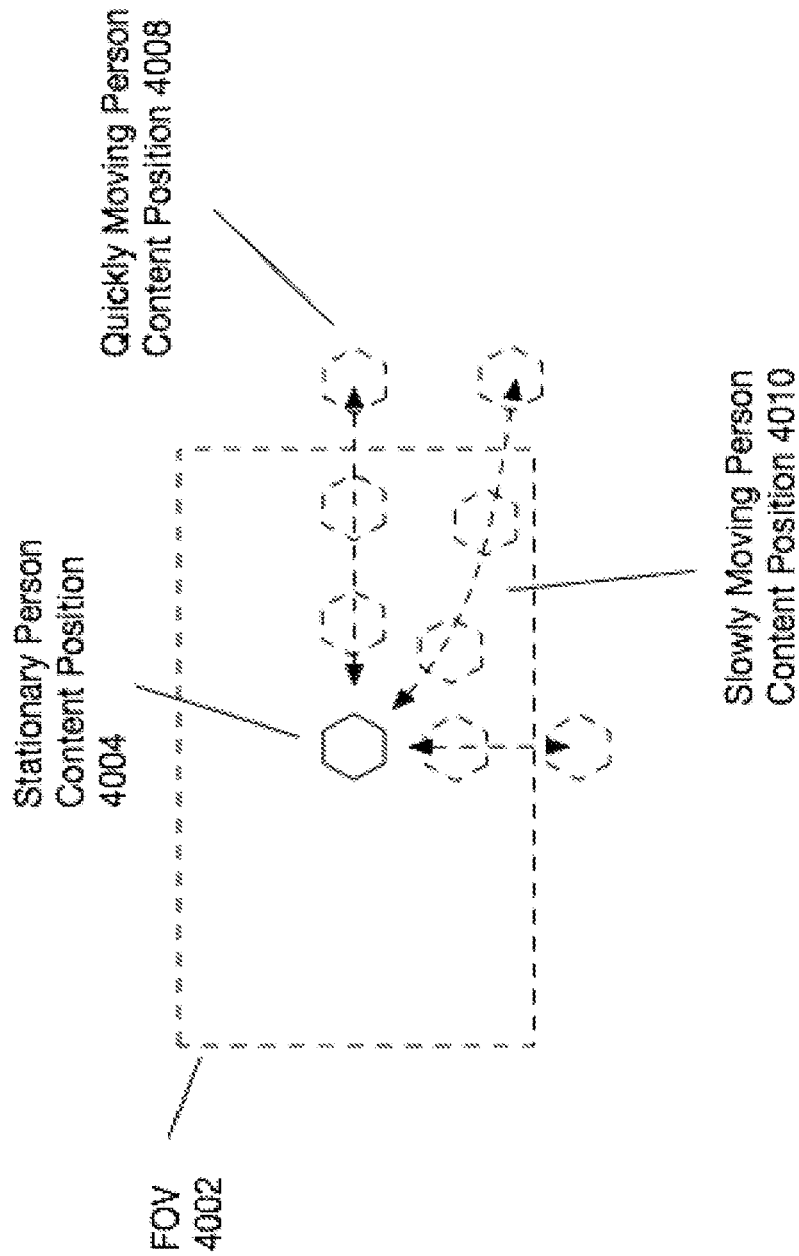 FOV
4002
Stationary Person
Content Position
4004
Quickly Moving Person
Content Position 4008
Slowly Moving Person
Content Position 4010